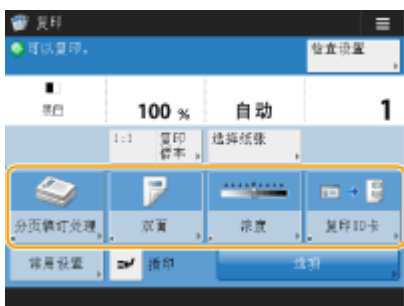 复印
可以复印。
检查设置
黑白
100 %
自动
1
1:1 复印
倍率
选择纸张
分页装订处理
双面
浓度
复印ID卡
常用设置
插印
选项